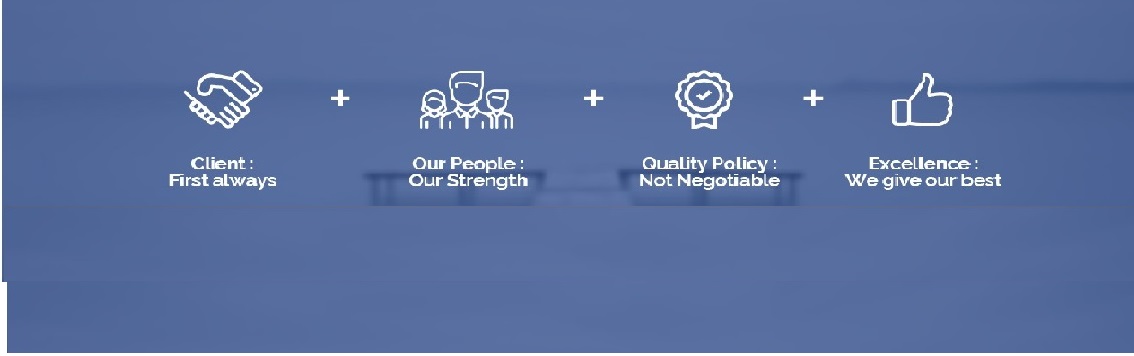 + + +
Client :
First always
Our People :
Our Strength
Quality Policy :
Not Negotiable
Excellence :
We give our best